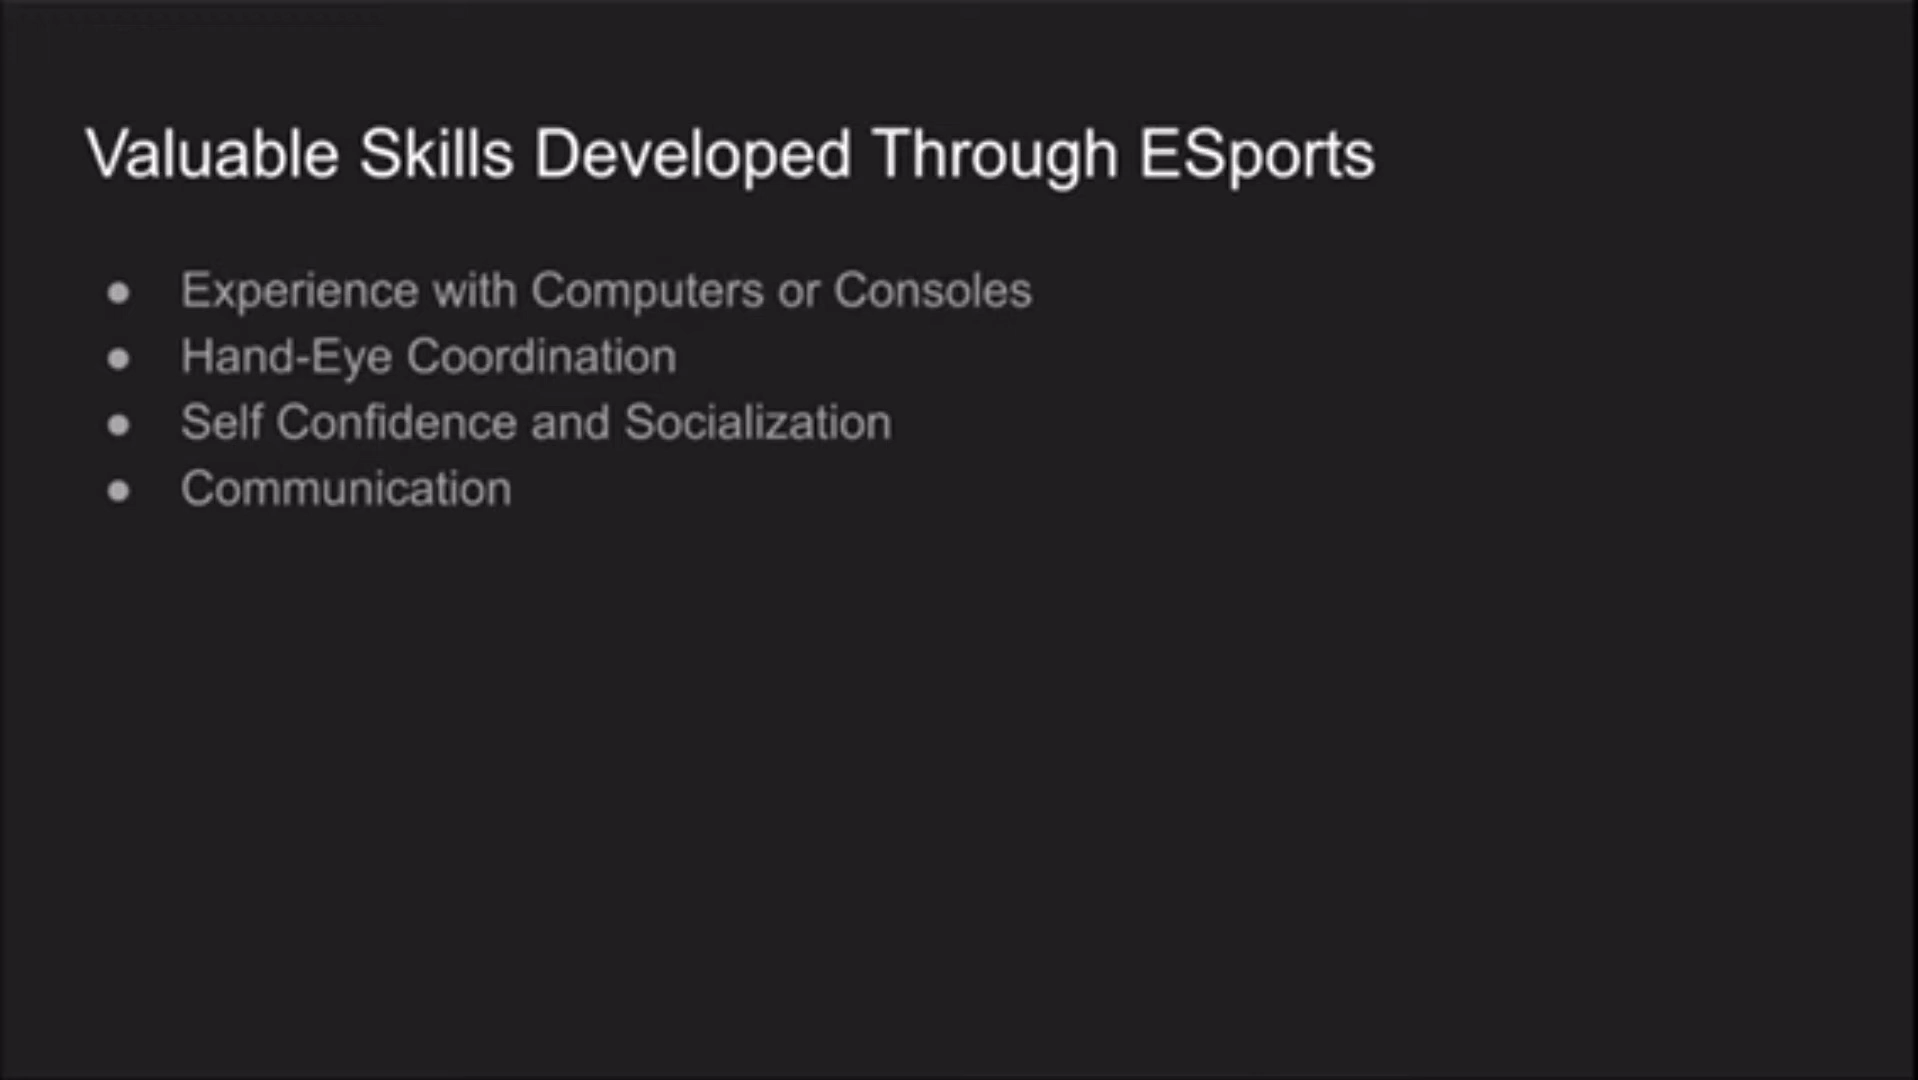 Valuable Skills Developed Through ESports
● Experience with Computers or Consoles
● Hand-Eye Coordination
● Self Confidence and Socialization
● Communication